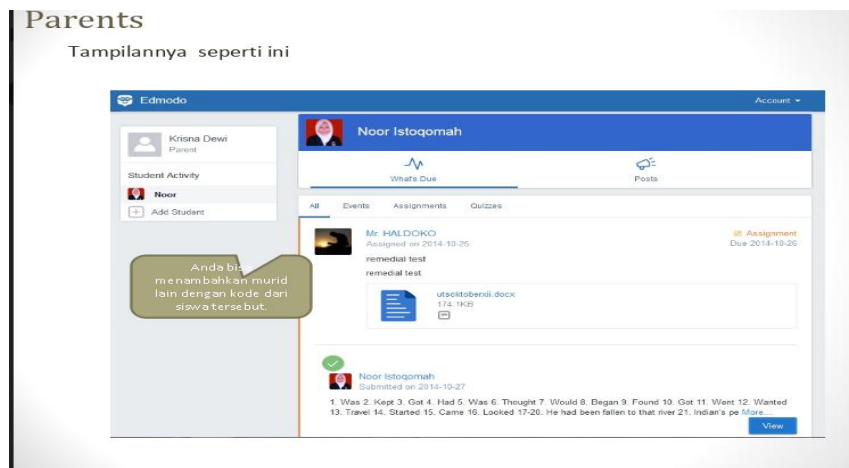 Parents
Tampilannya seperti ini
Edmodo
Account
Krisna Dewi
Parent
Student Activity
Noor
Add Student
Noor Istoqomah
What's Due
Posts
All Events Assignments Quizzes
Mr. HALDOKO
Assigned on 2014-10-25
Assignment
Due 2014-10-26
remedial test
remedial test
utsoktoberxii.docx
174.1KB
Anda bis
menambahkan murid
lain dengan kode dari
siswa tersebut.
Noor Istoqomah
Submitted on 2014-10-27
1. Was 2. Kept 3. Got 4. Had 5. Was 6. Thought 7. Would 8. Began 9. Found 10. Got 11. Went 12. Wanted
13. Travel 14. Started 15. Came 16. Looked 17-20. He had been fallen to that river 21. Indian's pe More...
View